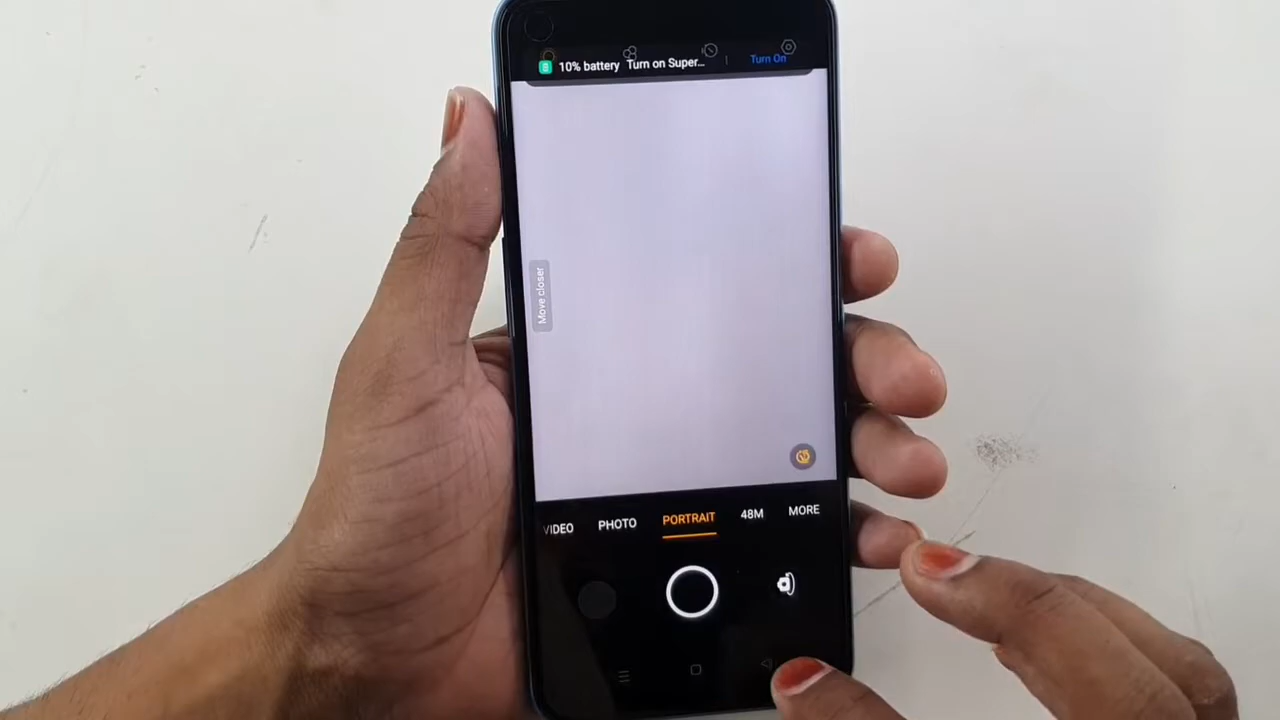 10% battery Turn on Super... Turn On
Move closer
VIDEO PHOTO PORTRAIT 48M MORE